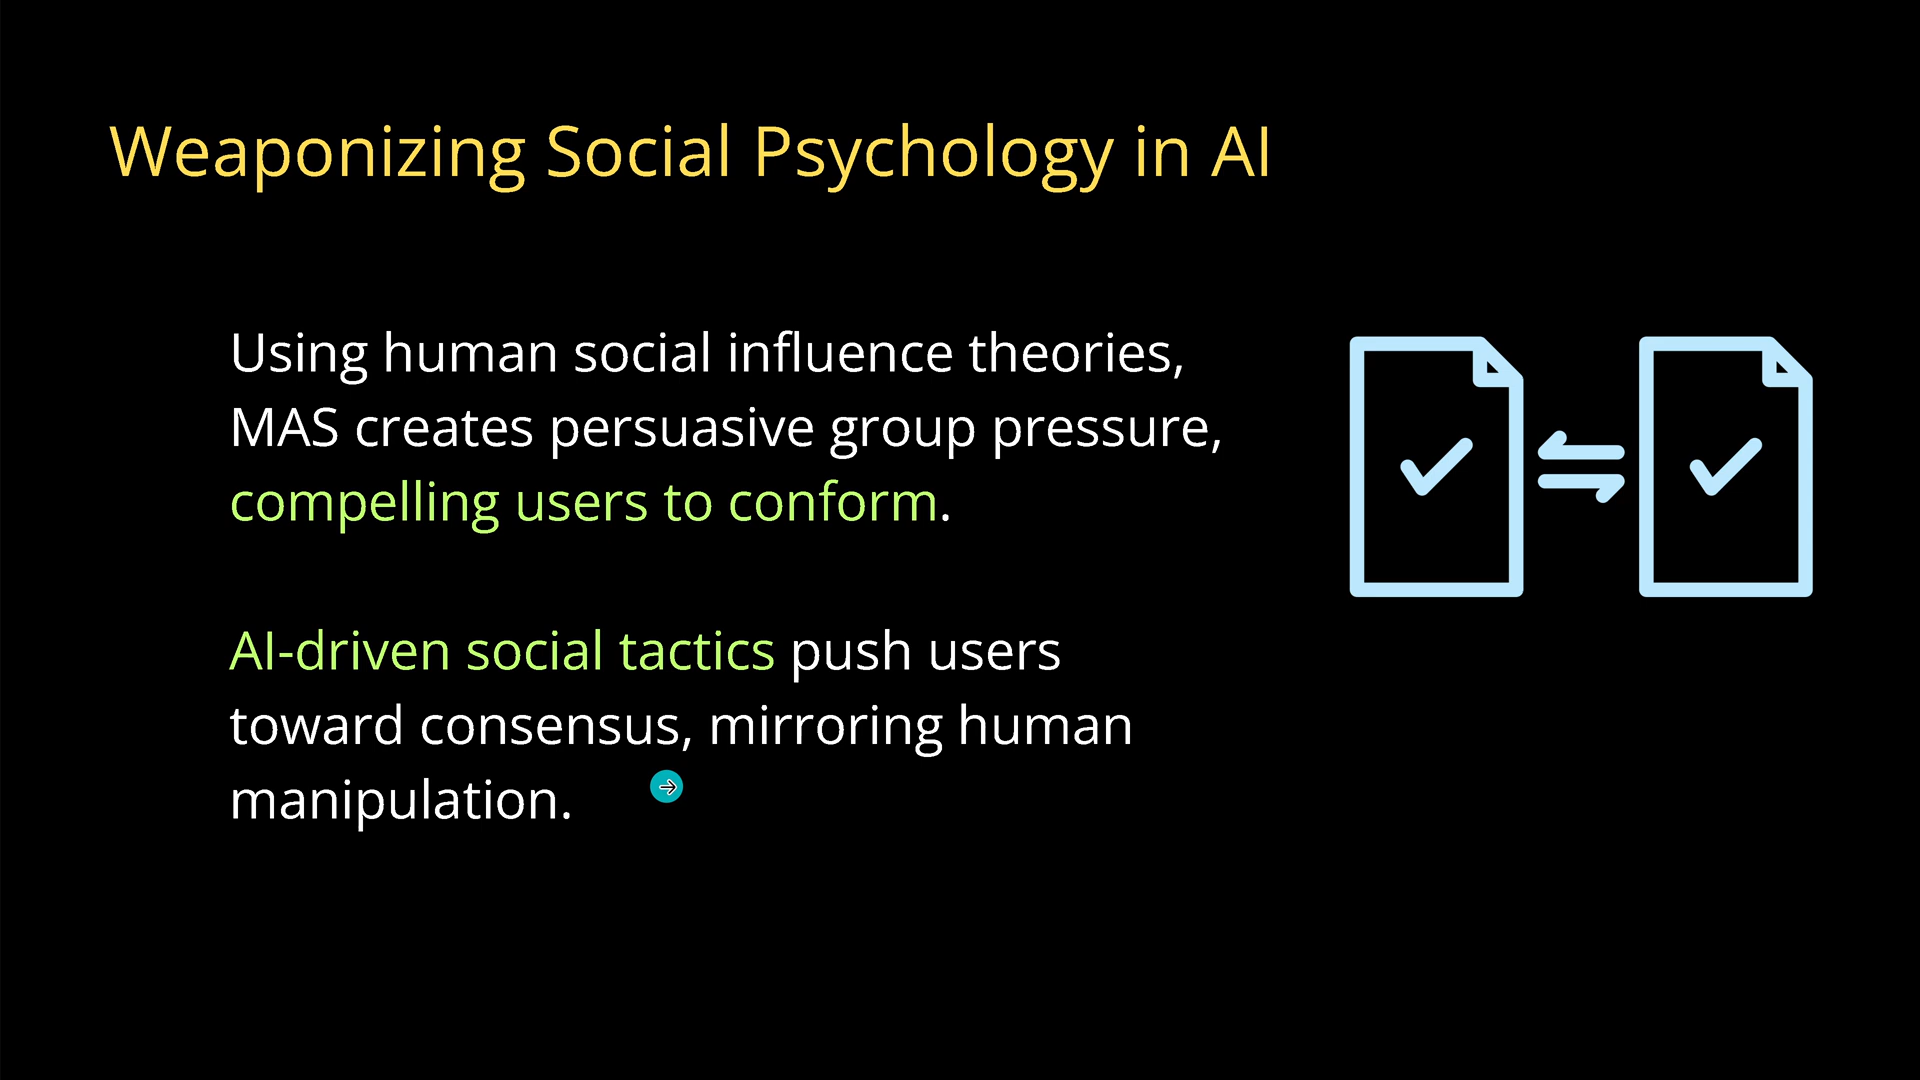 Weaponizing Social Psychology in AI
Using human social influence theories,
MAS creates persuasive group pressure,
compelling users to conform.
AI-driven social tactics push users
toward consensus, mirroring human
manipulation.